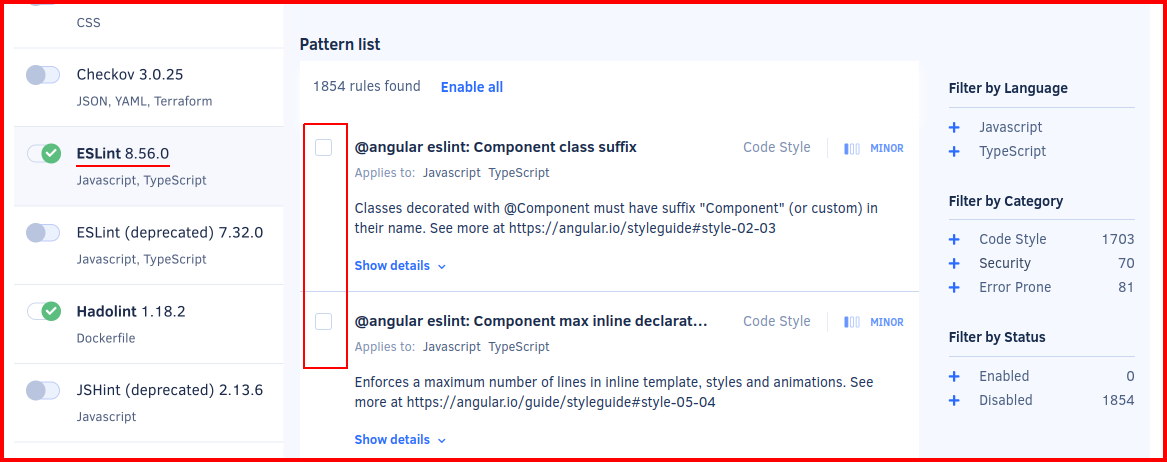 CSS
Checkov 3.0.25
JSON, YAML, Terraform
ESLint 8.56.0
Javascript, TypeScript
ESLint (deprecated) 7.32.0
Javascript, TypeScript
Hadolint 1.18.2
Dockerfile
JSHint (deprecated) 2.13.6
Javascript
Pattern list
1854 rules found Enable all
@angular eslint: Component class suffix Code Style MINOR
Applies to: Javascript TypeScript
Classes decorated with @Component must have suffix "Component" (or custom) in
their name. See more at https://angular.io/styleguide#style-02-03
Show details
@angular eslint: Component max inline declarat... Code Style MINOR
Applies to: Javascript TypeScript
Enforces a maximum number of lines in inline template, styles and animations. See
more at https://angular.io/guide/styleguide#style-05-04
Show details
Filter by Language
+ Javascript
+ TypeScript
Filter by Category
+ Code Style 1703
+ Security 70
+ Error Prone 81
Filter by Status
+ Enabled 0
+ Disabled 1854